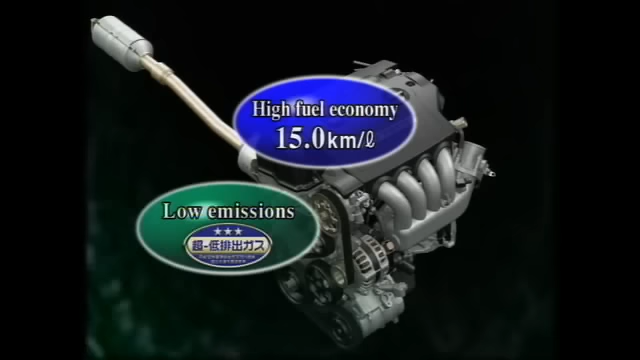 High fuel economy
15.0km/ℓ
Low emissions
★★★
超-低排出ガス